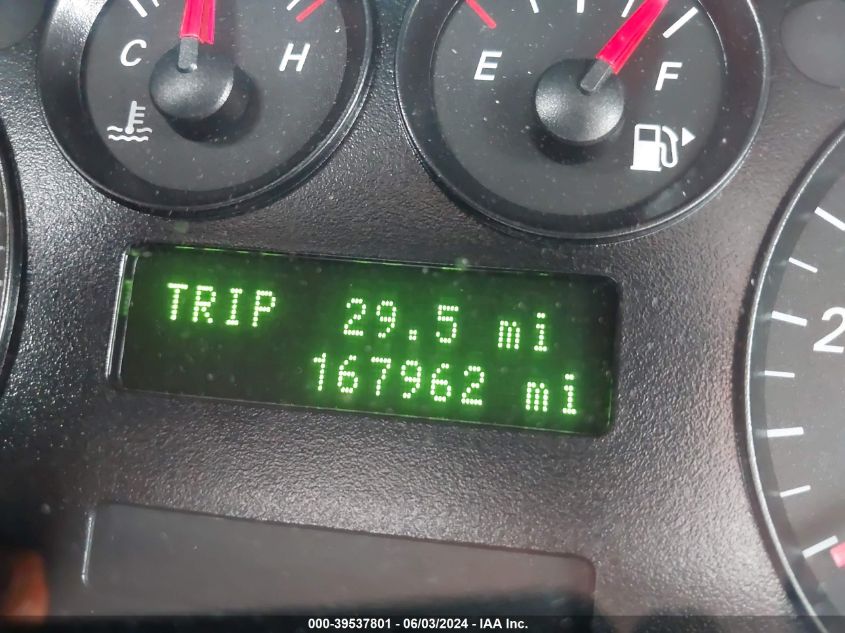 C H
E F
TRIP 29.5 mi
167962 mi
2
000-39537801 - 06/03/2024 - IAA Inc.